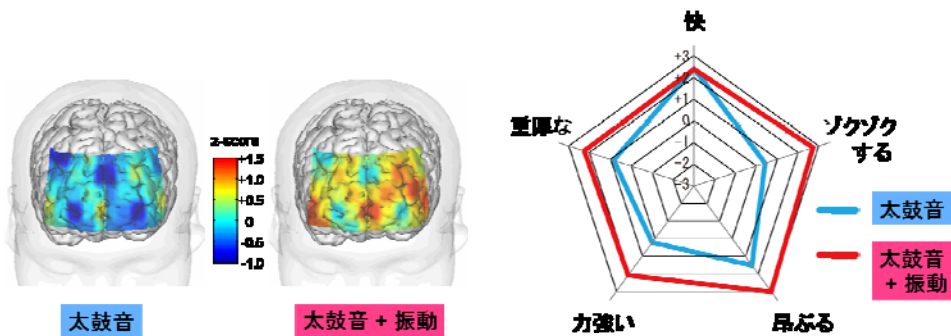 快
+3
+2
+1
0
-1
-2
-3
重厚な
ゾクゾク
する
z-score
+1.5
+1.0
+0.5
0
-0.5
-1.0
太鼓音
太鼓音
+ 振動
力強い
昂ぶる
太鼓音
太鼓音 + 振動